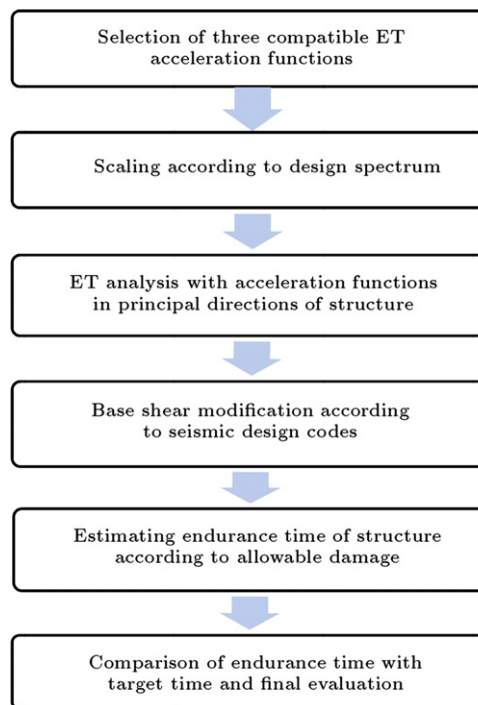 Selection of three compatible ET
acceleration functions
Scaling according to design spectrum
ET analysis with acceleration functions
in principal directions of structure
Base shear modification according
to seismic design codes
Estimating endurance time of structure
according to allowable damage
Comparison of endurance time with
target time and final evaluation